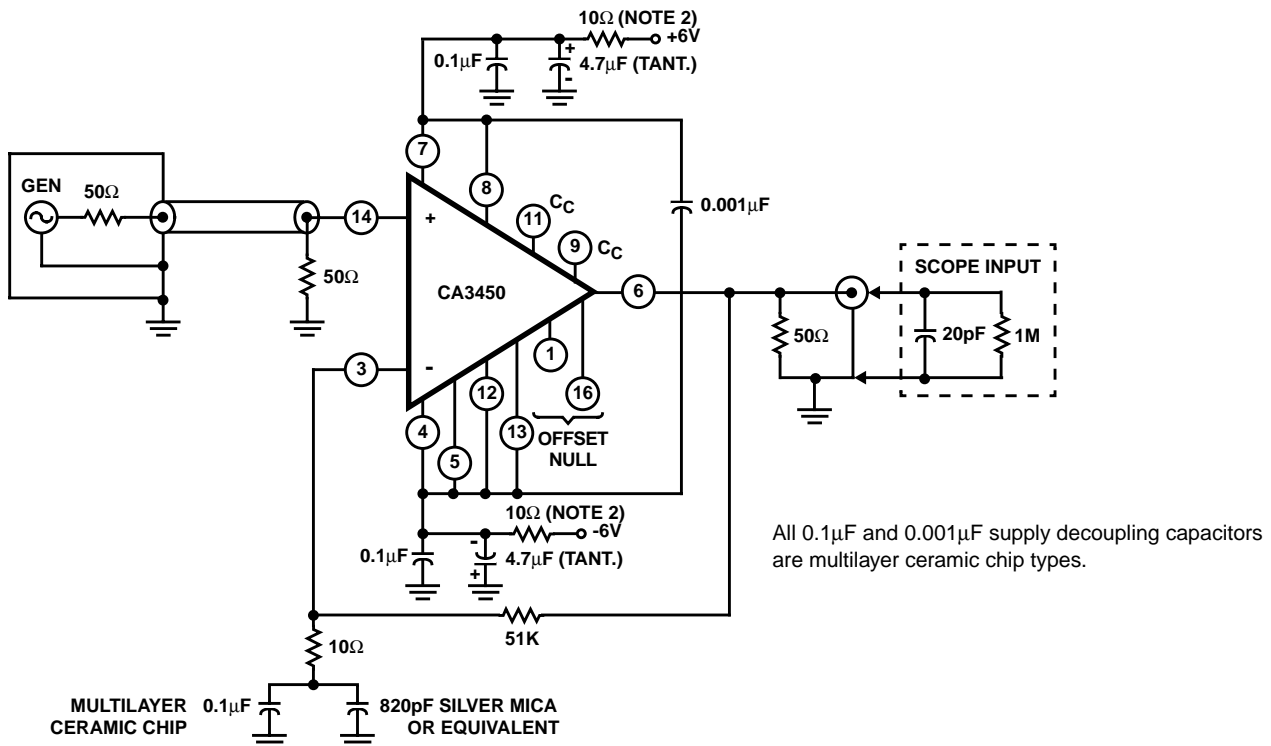 10Ω (NOTE 2)
+6V
0.1µF
+
4.7µF (TANT.)
-
7
8
GEN
50Ω
14
+
11
CC
9
CC
0.001µF
50Ω
CA3450
6
SCOPE INPUT
50Ω
20pF
1M
3
-
1
16
12
4
13
5
OFFSET
NULL
10Ω (NOTE 2)
-6V
0.1µF
-
4.7µF (TANT.)
+
All 0.1µF and 0.001µF supply decoupling capacitors
are multilayer ceramic chip types.
51K
10Ω
MULTILAYER
CERAMIC CHIP
0.1µF
820pF SILVER MICA
OR EQUIVALENT